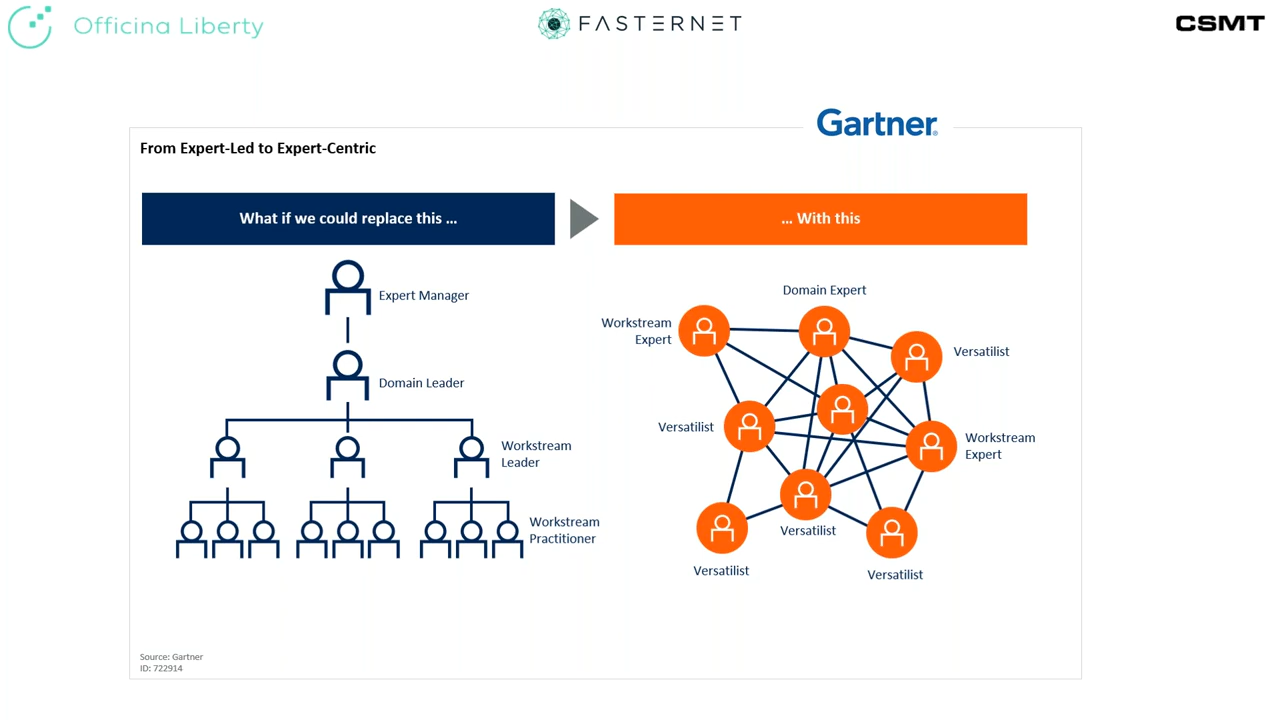 Officina Liberty
FASTERNET
CSMT
Gartner
From Expert-Led to Expert-Centric
What if we could replace this ...
... With this
Expert Manager
Domain Leader
Workstream
Leader
Workstream
Practitioner
Domain Expert
Workstream
Expert
Versatilist
Versatilist
Workstream
Expert
Versatilist
Versatilist
Versatilist
Source: Gartner
ID: 722914